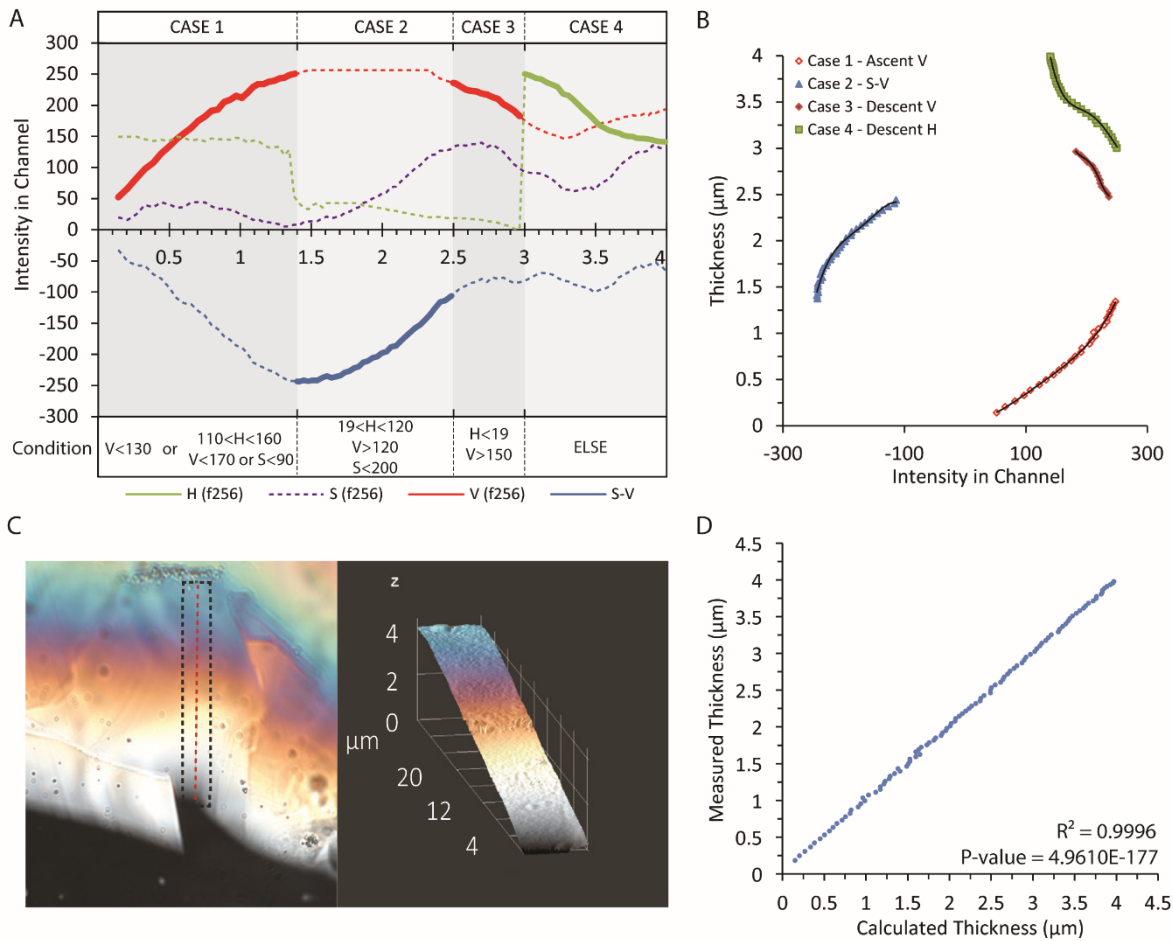 A
CASE 1
CASE 2
CASE 3
CASE 4
300
250
200
150
100
50
0
-50
-100
-150
-200
-250
-300
0.5
1
1.5
2
2.5
3
3.5
4
Intensity in Channel
Condition
V<130 or
110<H<160
V<170 or S<90
19<H<120
V>120
S<200
H<19
V>150
ELSE
H (f256)
S (f256)
V (f256)
S-V
B
4
3.5
3
2.5
2
1.5
1
0.5
0
Thickness (µm)
Case 1 - Ascent V
Case 2 - S-V
Case 3 - Descent V
Case 4 - Descent H
-300
-100
100
300
Intensity in Channel
C
z
4
2
0
µm
20
12
4
D
4.5
4
3.5
3
2.5
2
1.5
1
0.5
0
Measured Thickness (µm)
R² = 0.9996
P-value = 4.9610E-177
0
0.5
1
1.5
2
2.5
3
3.5
4
4.5
Calculated Thickness (µm)